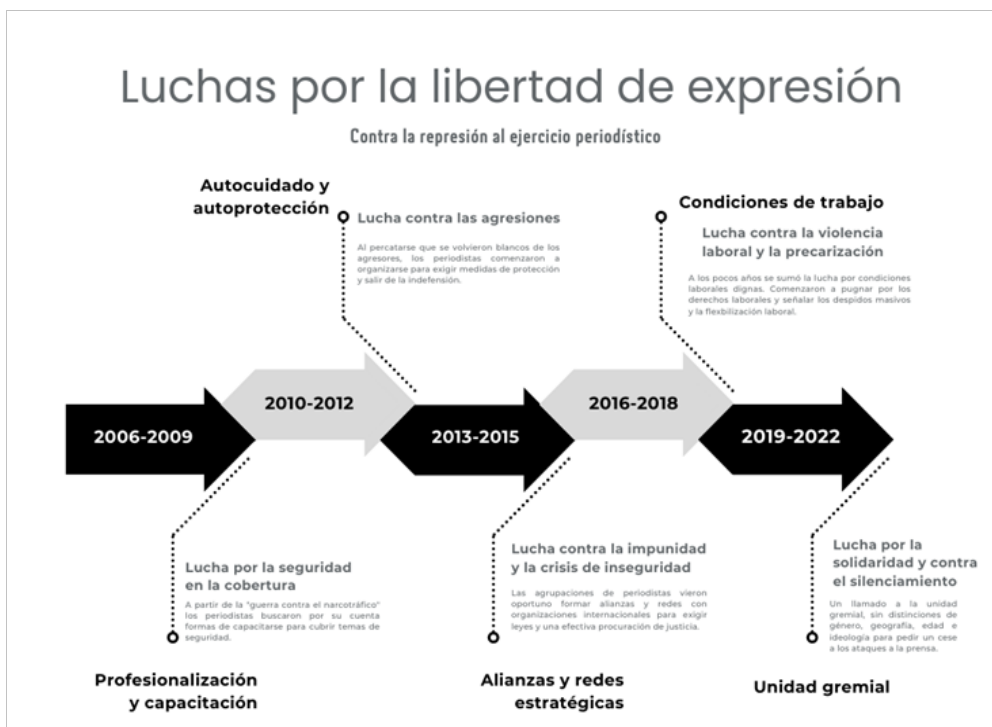 Luchas por la libertad de expresión
Contra la represión al ejercicio periodístico
Autocuidado y
autoprotección
Lucha contra las agresiones
Al percatarse que se volvieron blancos de los
agresores, los periodistas comenzaron a
organizarse para exigir medidas de protección
y salir de la indefensión.
Condiciones de trabajo
Lucha contra la violencia
laboral y la precarización
A los pocos años se sumó la lucha por condiciones
laborales dignas. Comenzaron a pugnar por los
derechos laborales y señalar los despidos masivos
y la flexbilización laboral.
2006-2009
2010-2012
2013-2015
2016-2018
2019-2022
Lucha por la seguridad
en la cobertura
A partir de la "guerra contra el narcotráfico"
los periodistas buscaron por su cuenta
formas de capacitarse para cubrir temas de
seguridad.
Profesionalización
y capacitación
Lucha contra la impunidad
y la crisis de inseguridad
Las agrupaciones de periodistas vieron
oportuno formar alianzas y redes con
organizaciones internacionales para exigir
leyes y una efectiva procuración de justicia.
Alianzas y redes
estratégicas
Lucha por la
solidaridad y contra
el silenciamiento
Un llamado a la unidad
gremial, sin distinciones de
género, geografía, edad e
ideología para pedir un cese
a los ataques a la prensa.
Unidad gremial